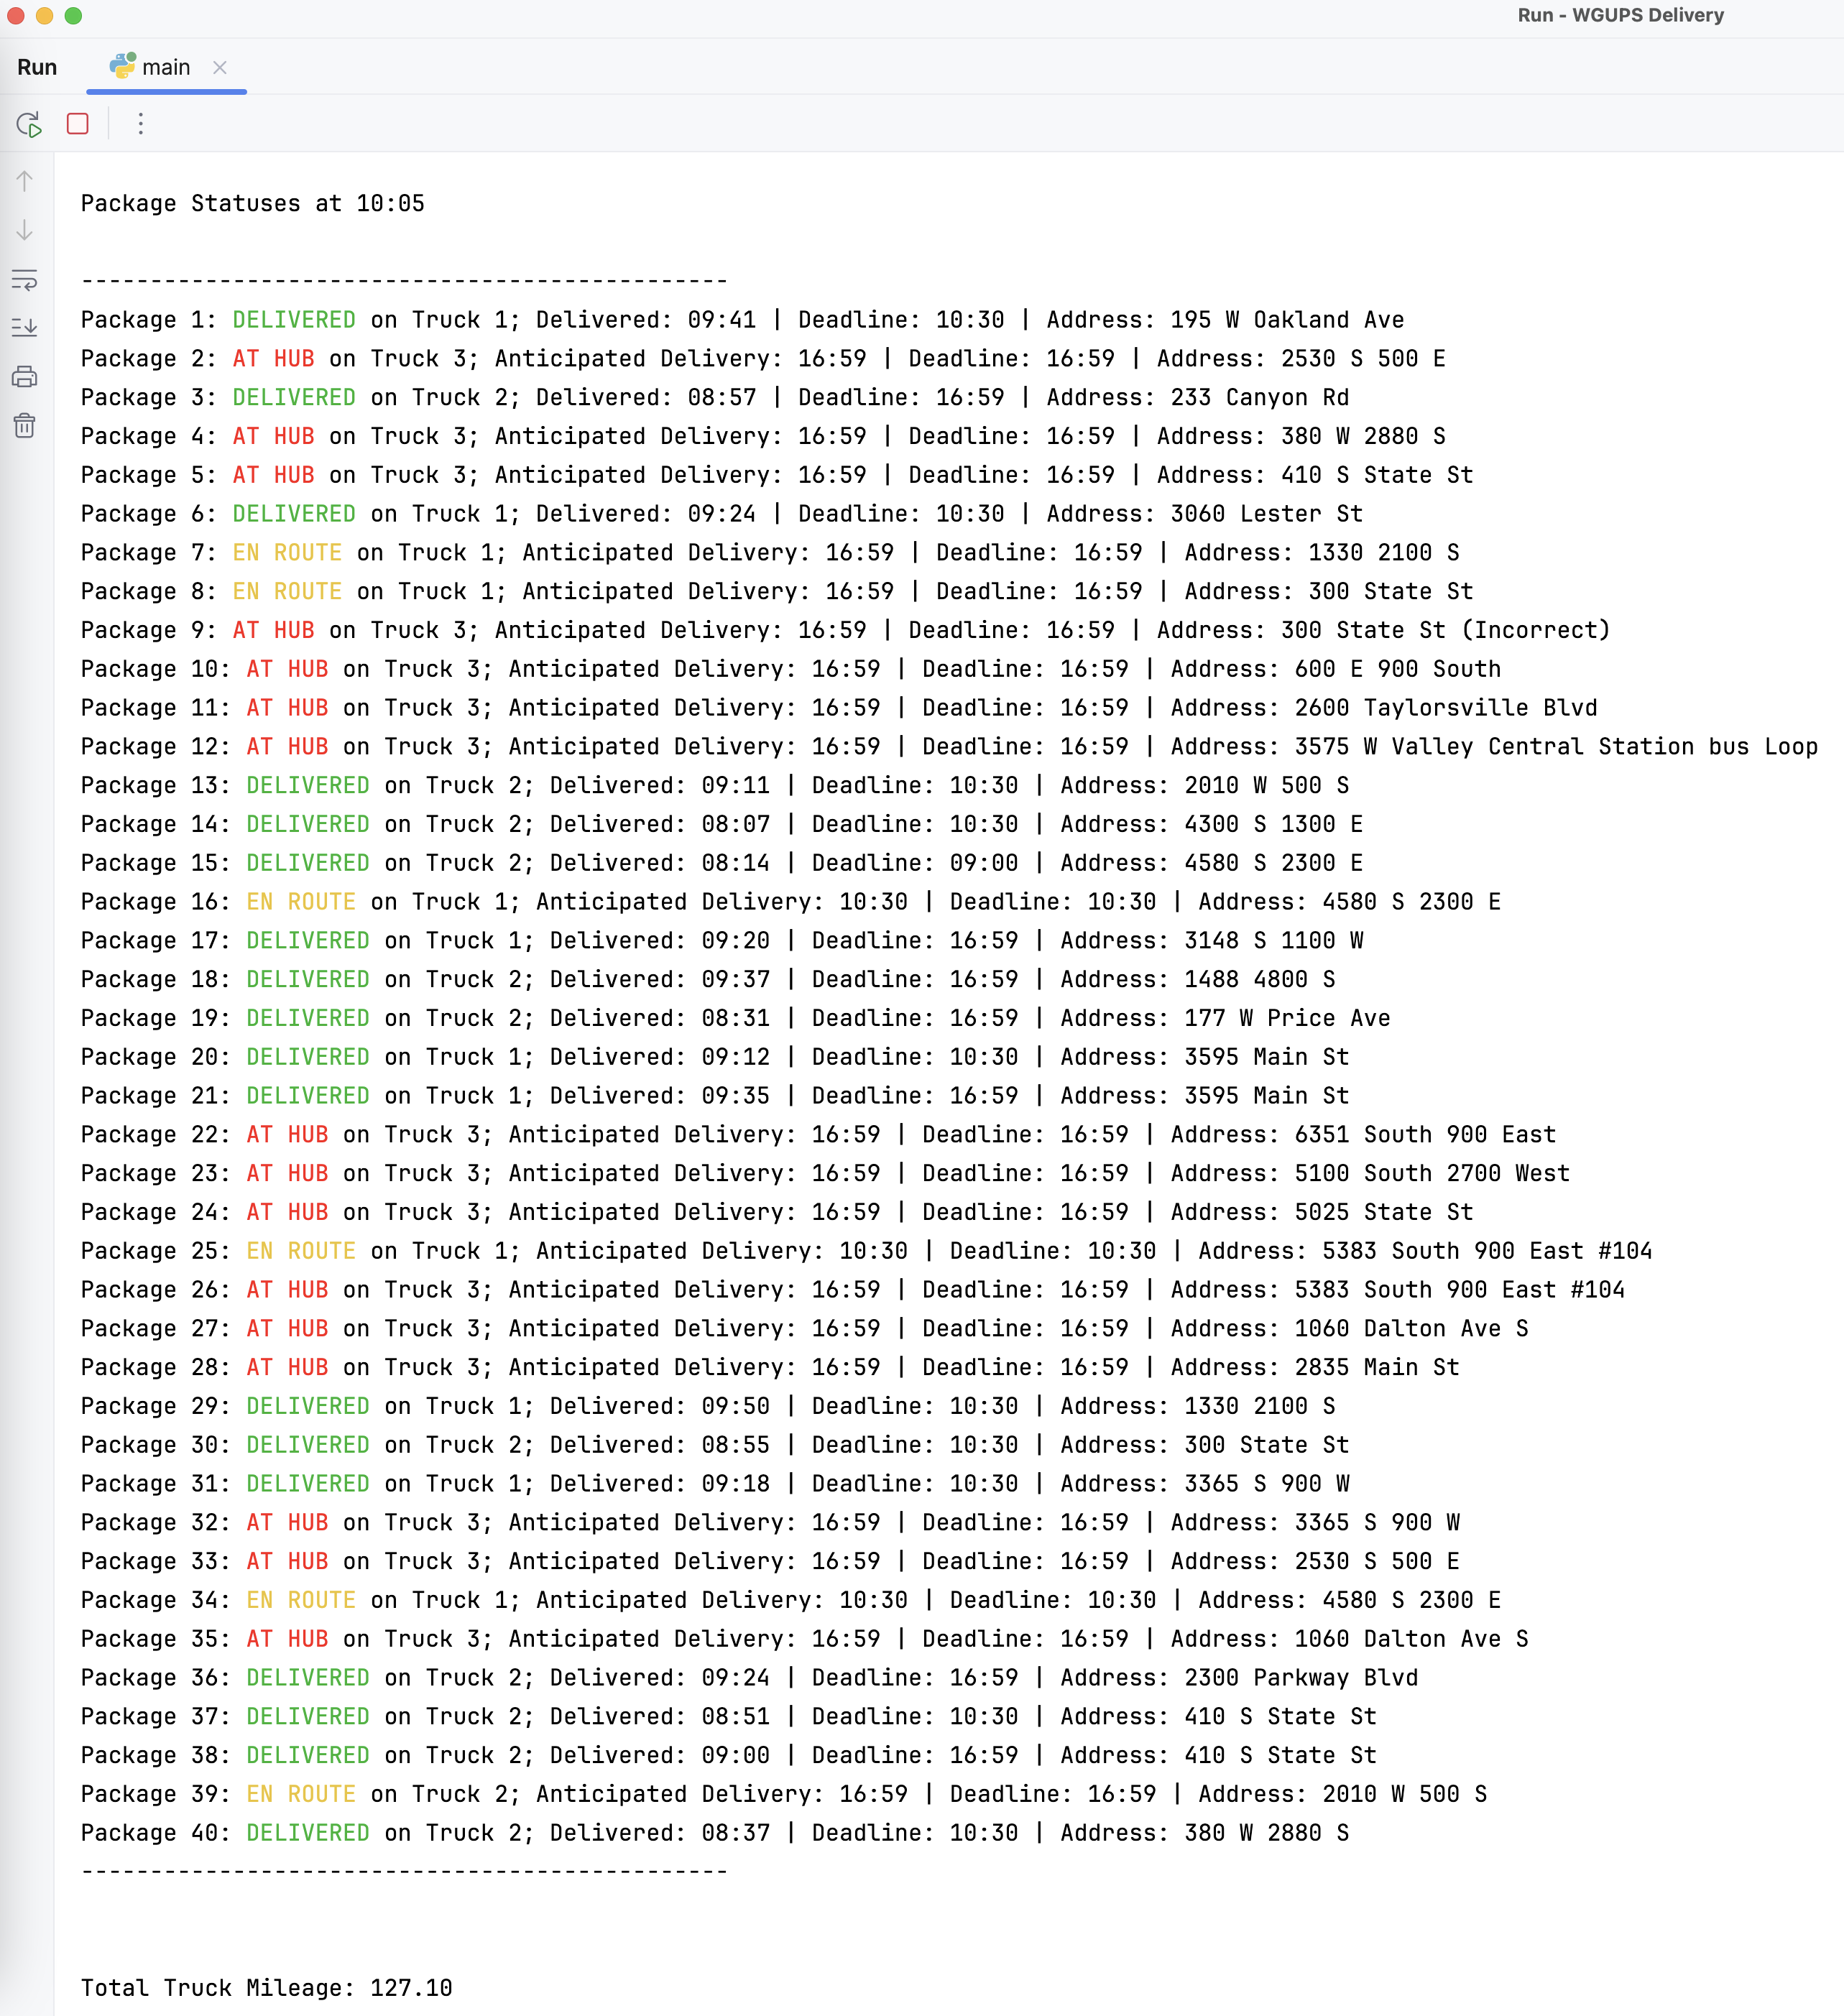 Run - WGUPS Delivery
Run main
Package Statuses at 10:05
-----------------------------------------------
Package 1: DELIVERED on Truck 1; Delivered: 09:41 | Deadline: 10:30 | Address: 195 W Oakland Ave
Package 2: AT HUB on Truck 3; Anticipated Delivery: 16:59 | Deadline: 16:59 | Address: 2530 S 500 E
Package 3: DELIVERED on Truck 2; Delivered: 08:57 | Deadline: 16:59 | Address: 233 Canyon Rd
Package 4: AT HUB on Truck 3; Anticipated Delivery: 16:59 | Deadline: 16:59 | Address: 380 W 2880 S
Package 5: AT HUB on Truck 3; Anticipated Delivery: 16:59 | Deadline: 16:59 | Address: 410 S State St
Package 6: DELIVERED on Truck 1; Delivered: 09:24 | Deadline: 10:30 | Address: 3060 Lester St
Package 7: EN ROUTE on Truck 1; Anticipated Delivery: 16:59 | Deadline: 16:59 | Address: 1330 2100 S
Package 8: EN ROUTE on Truck 1; Anticipated Delivery: 16:59 | Deadline: 16:59 | Address: 300 State St
Package 9: AT HUB on Truck 3; Anticipated Delivery: 16:59 | Deadline: 16:59 | Address: 300 State St (Incorrect)
Package 10: AT HUB on Truck 3; Anticipated Delivery: 16:59 | Deadline: 16:59 | Address: 600 E 900 South
Package 11: AT HUB on Truck 3; Anticipated Delivery: 16:59 | Deadline: 16:59 | Address: 2600 Taylorsville Blvd
Package 12: AT HUB on Truck 3; Anticipated Delivery: 16:59 | Deadline: 16:59 | Address: 3575 W Valley Central Station bus Loop
Package 13: DELIVERED on Truck 2; Delivered: 09:11 | Deadline: 10:30 | Address: 2010 W 500 S
Package 14: DELIVERED on Truck 2; Delivered: 08:07 | Deadline: 10:30 | Address: 4300 S 1300 E
Package 15: DELIVERED on Truck 2; Delivered: 08:14 | Deadline: 09:00 | Address: 4580 S 2300 E
Package 16: EN ROUTE on Truck 1; Anticipated Delivery: 10:30 | Deadline: 10:30 | Address: 4580 S 2300 E
Package 17: DELIVERED on Truck 1; Delivered: 09:20 | Deadline: 16:59 | Address: 3148 S 1100 W
Package 18: DELIVERED on Truck 2; Delivered: 09:37 | Deadline: 16:59 | Address: 1488 4800 S
Package 19: DELIVERED on Truck 2; Delivered: 08:31 | Deadline: 16:59 | Address: 177 W Price Ave
Package 20: DELIVERED on Truck 1; Delivered: 09:12 | Deadline: 10:30 | Address: 3595 Main St
Package 21: DELIVERED on Truck 1; Delivered: 09:35 | Deadline: 16:59 | Address: 3595 Main St
Package 22: AT HUB on Truck 3; Anticipated Delivery: 16:59 | Deadline: 16:59 | Address: 6351 South 900 East
Package 23: AT HUB on Truck 3; Anticipated Delivery: 16:59 | Deadline: 16:59 | Address: 5100 South 2700 West
Package 24: AT HUB on Truck 3; Anticipated Delivery: 16:59 | Deadline: 16:59 | Address: 5025 State St
Package 25: EN ROUTE on Truck 1; Anticipated Delivery: 10:30 | Deadline: 10:30 | Address: 5383 South 900 East #104
Package 26: AT HUB on Truck 3; Anticipated Delivery: 16:59 | Deadline: 16:59 | Address: 5383 South 900 East #104
Package 27: AT HUB on Truck 3; Anticipated Delivery: 16:59 | Deadline: 16:59 | Address: 1060 Dalton Ave S
Package 28: AT HUB on Truck 3; Anticipated Delivery: 16:59 | Deadline: 16:59 | Address: 2835 Main St
Package 29: DELIVERED on Truck 1; Delivered: 09:50 | Deadline: 10:30 | Address: 1330 2100 S
Package 30: DELIVERED on Truck 2; Delivered: 08:55 | Deadline: 10:30 | Address: 300 State St
Package 31: DELIVERED on Truck 1; Delivered: 09:18 | Deadline: 10:30 | Address: 3365 S 900 W
Package 32: AT HUB on Truck 3; Anticipated Delivery: 16:59 | Deadline: 16:59 | Address: 3365 S 900 W
Package 33: AT HUB on Truck 3; Anticipated Delivery: 16:59 | Deadline: 16:59 | Address: 2530 S 500 E
Package 34: EN ROUTE on Truck 1; Anticipated Delivery: 10:30 | Deadline: 10:30 | Address: 4580 S 2300 E
Package 35: AT HUB on Truck 3; Anticipated Delivery: 16:59 | Deadline: 16:59 | Address: 1060 Dalton Ave S
Package 36: DELIVERED on Truck 2; Delivered: 09:24 | Deadline: 16:59 | Address: 2300 Parkway Blvd
Package 37: DELIVERED on Truck 2; Delivered: 08:51 | Deadline: 10:30 | Address: 410 S State St
Package 38: DELIVERED on Truck 2; Delivered: 09:00 | Deadline: 16:59 | Address: 410 S State St
Package 39: EN ROUTE on Truck 2; Anticipated Delivery: 16:59 | Deadline: 16:59 | Address: 2010 W 500 S
Package 40: DELIVERED on Truck 2; Delivered: 08:37 | Deadline: 10:30 | Address: 380 W 2880 S
-----------------------------------------------
Total Truck Mileage: 127.10